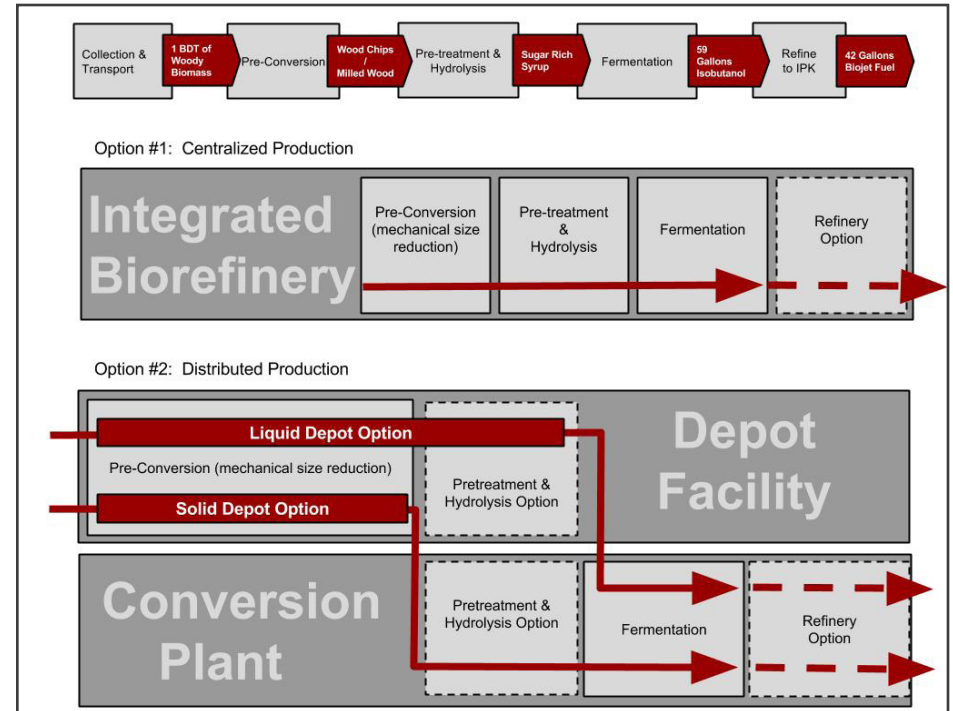 Collection &
Transport
1 BDT of
Woody
Biomass
Pre-Conversion
Wood Chips
/
Milled Wood
Pre-treatment &
Hydrolysis
Sugar Rich
Syrup
Fermentation
59
Gallons
Isobutanol
Refine
to IPK
42 Gallons
Biojet Fuel
Option #1: Centralized Production
Integrated
Biorefinery
Pre-Conversion
(mechanical size
reduction)
Pre-treatment
&
Hydrolysis
Fermentation
Refinery
Option
Option #2: Distributed Production
Liquid Depot Option
Pre-Conversion (mechanical size reduction)
Solid Depot Option
Pretreatment &
Hydrolysis Option
Depot
Facility
Conversion
Plant
Pretreatment &
Hydrolysis Option
Fermentation
Refinery
Option